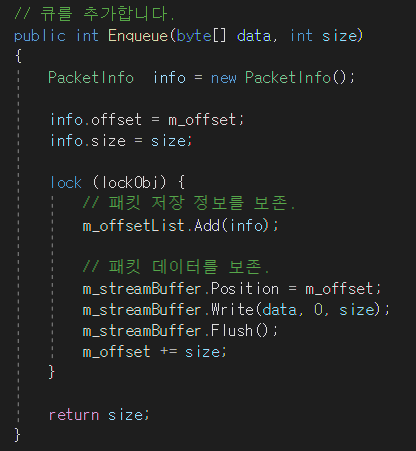 // 큐를 추가합니다.
public int Enqueue(byte[] data, int size)
{
    PacketInfo  info = new PacketInfo();

    info.offset = m_offset;
    info.size = size;

    lock (lockObj) {
        // 패킷 저장 정보를 보존.
        m_offsetList.Add(info);

        // 패킷 데이터를 보존.
        m_streamBuffer.Position = m_offset;
        m_streamBuffer.Write(data, 0, size);
        m_streamBuffer.Flush();
        m_offset += size;
    }

    return size;
}